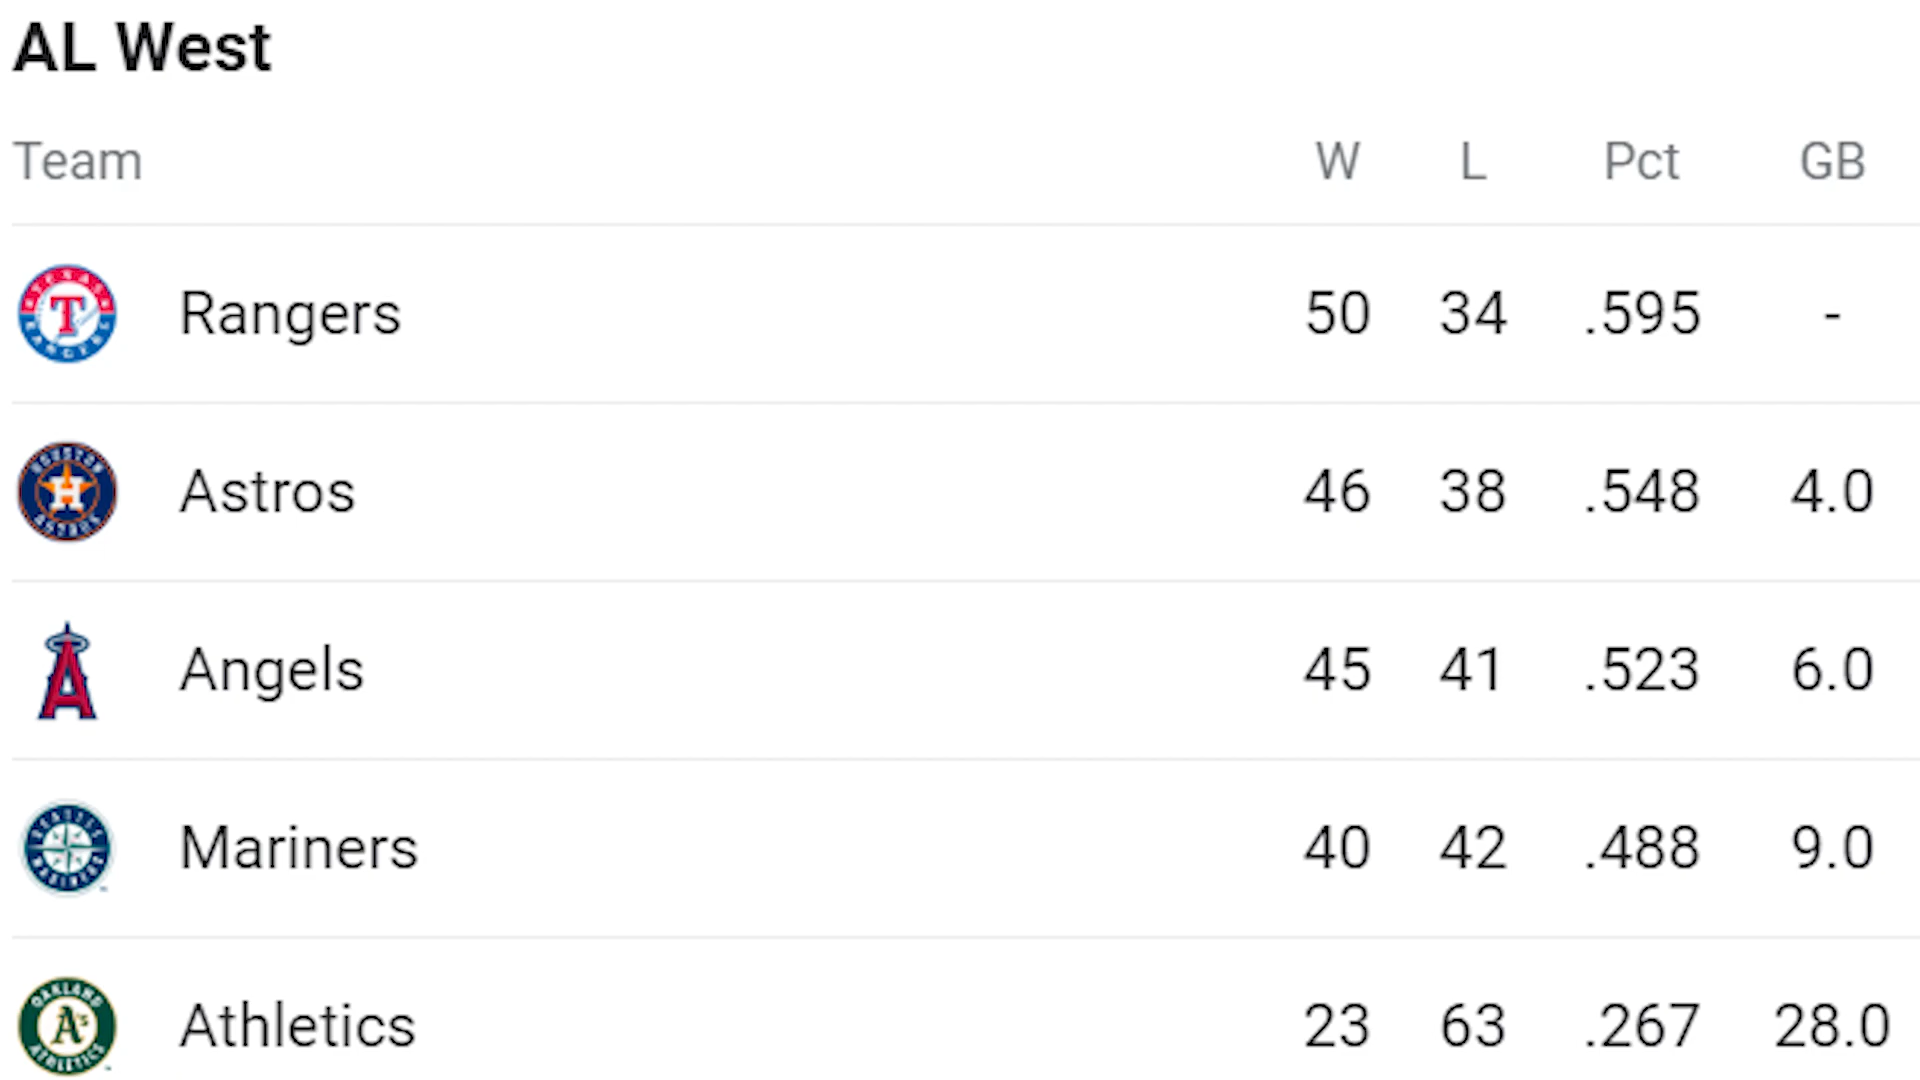 AL West
Team W L Pct GB
Rangers 50 34 .595 -
Astros 46 38 .548 4.0
Angels 45 41 .523 6.0
Mariners 40 42 .488 9.0
Athletics 23 63 .267 28.0